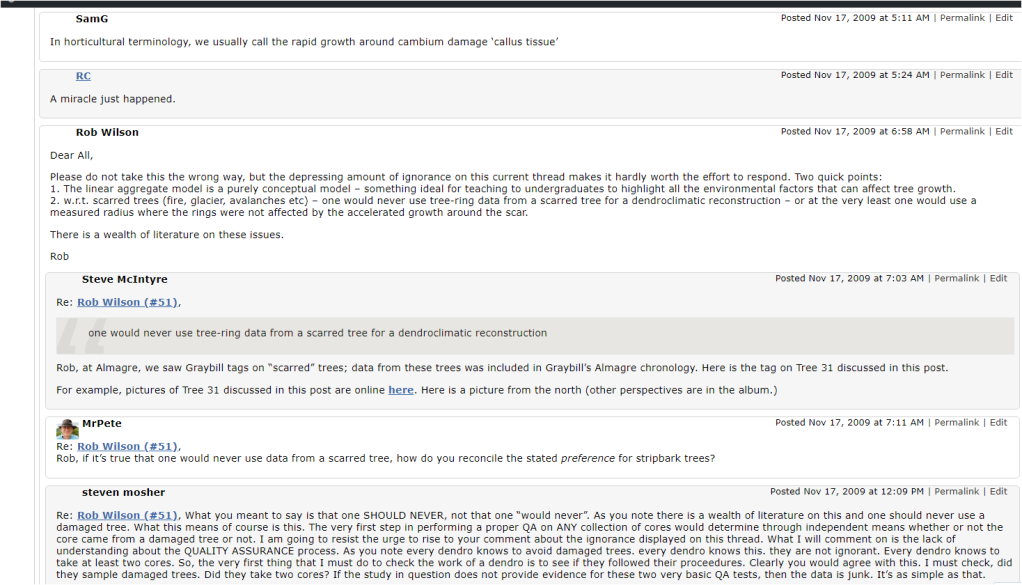 SamG
Posted Nov 17, 2009 at 5:11 AM | Permalink | Edit
In horticultural terminology, we usually call the rapid growth around cambium damage ‘callus tissue’
RC
Posted Nov 17, 2009 at 5:24 AM | Permalink | Edit
A miracle just happened.
Rob Wilson
Posted Nov 17, 2009 at 6:58 AM | Permalink | Edit
Dear All,
Please do not take this the wrong way, but the depressing amount of ignorance on this current thread makes it hardly worth the effort to respond. Two quick points:
1. The linear aggregate model is a purely conceptual model – something ideal for teaching to undergraduates to highlight all the environmental factors that can affect tree growth.
2. w.r.t. scarred trees (fire, glacier, avalanches etc) – one would never use tree-ring data from a scarred tree for a dendroclimatic reconstruction – or at the very least one would use a
measured radius where the rings were not affected by the accelerated growth around the scar.
There is a wealth of literature on these issues.
Rob
Steve McIntyre
Posted Nov 17, 2009 at 7:03 AM | Permalink | Edit
Re: Rob Wilson (#51),
one would never use tree-ring data from a scarred tree for a dendroclimatic reconstruction
Rob, at Almagre, we saw Graybill tags on “scarred” trees; data from these trees was included in Graybill’s Almagre chronology. Here is the tag on Tree 31 discussed in this post.
For example, pictures of Tree 31 discussed in this post are online here. Here is a picture from the north (other perspectives are in the album.)
MrPete
Posted Nov 17, 2009 at 7:11 AM | Permalink | Edit
Re: Rob Wilson (#51),
Rob, if it’s true that one would never use data from a scarred tree, how do you reconcile the stated preference for stripbark trees?
steven mosher
Posted Nov 17, 2009 at 12:09 PM | Permalink | Edit
Re: Rob Wilson (#51), What you meant to say is that one SHOULD NEVER, not that one “would never”. As you note there is a wealth of literature on this and one should never use a
damaged tree. What this means of course is this. The very first step in performing a proper QA on ANY collection of cores would determine through independent means whether or not the
core came from a damaged tree or not. I am going to resist the urge to rise to your comment about the ignorance displayed on this thread. What I will comment on is the lack of
understanding about the QUALITY ASSURANCE process. As you note every dendro knows to avoid damaged trees. every dendro knows this. they are not ignorant. Every dendro knows to
take at least two cores. So, the very first thing that I must do to check the work of a dendro is to see if they followed their proceedures. Clearly you would agree with this. I must check, did
they sample damaged trees. Did they take two cores? If the study in question does not provide evidence for these two very basic QA tests, then the data is junk. It’s as simple as that.